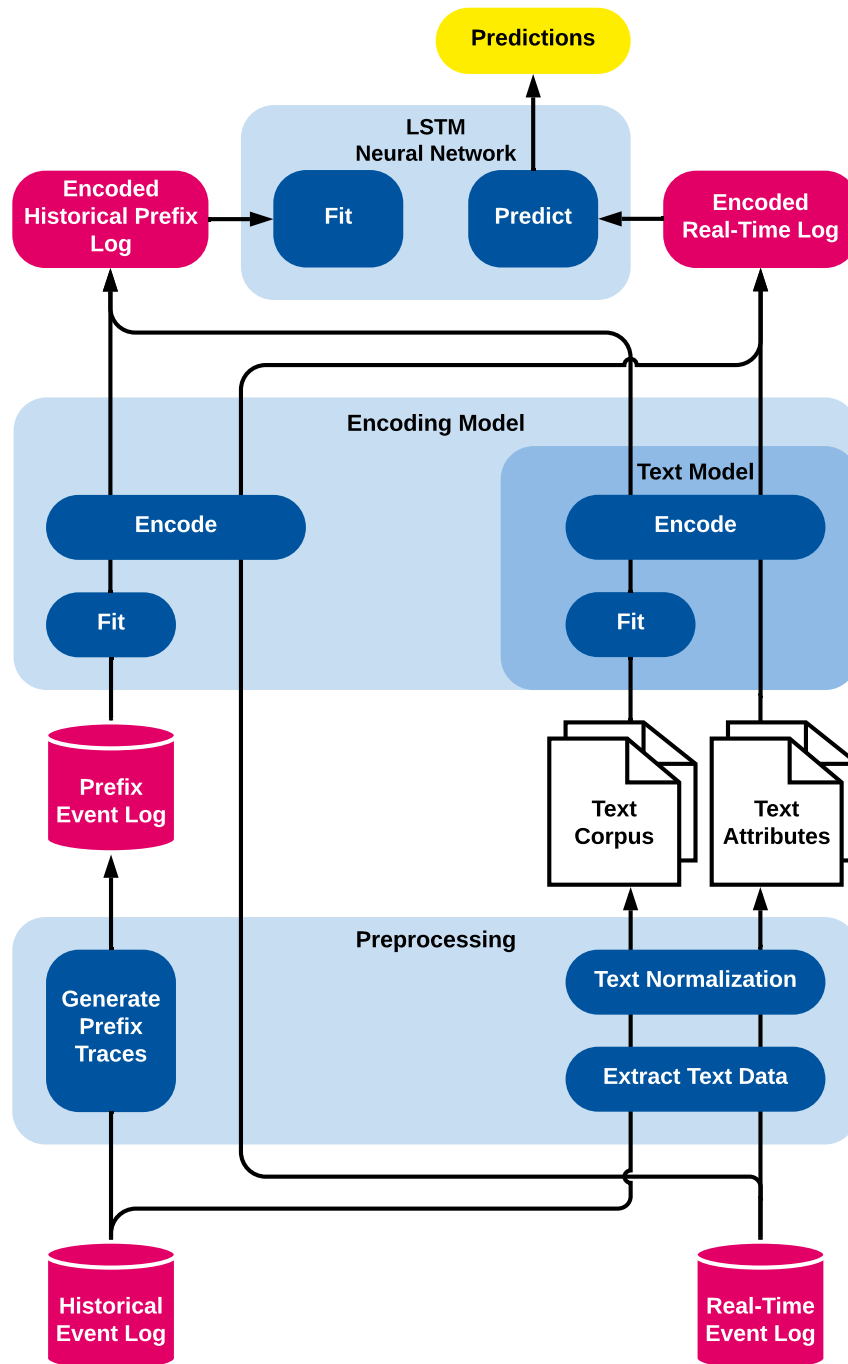 Predictions
LSTM
Neural Network
Encoded
Historical Prefix
Log
Fit
Predict
Encoded
Real-Time Log
Encoding Model
Text Model
Encode
Encode
Fit
Fit
Prefix
Event Log
Text
Corpus
Text
Attributes
Preprocessing
Generate
Prefix
Traces
Text Normalization
Extract Text Data
Historical
Event Log
Real-Time
Event Log